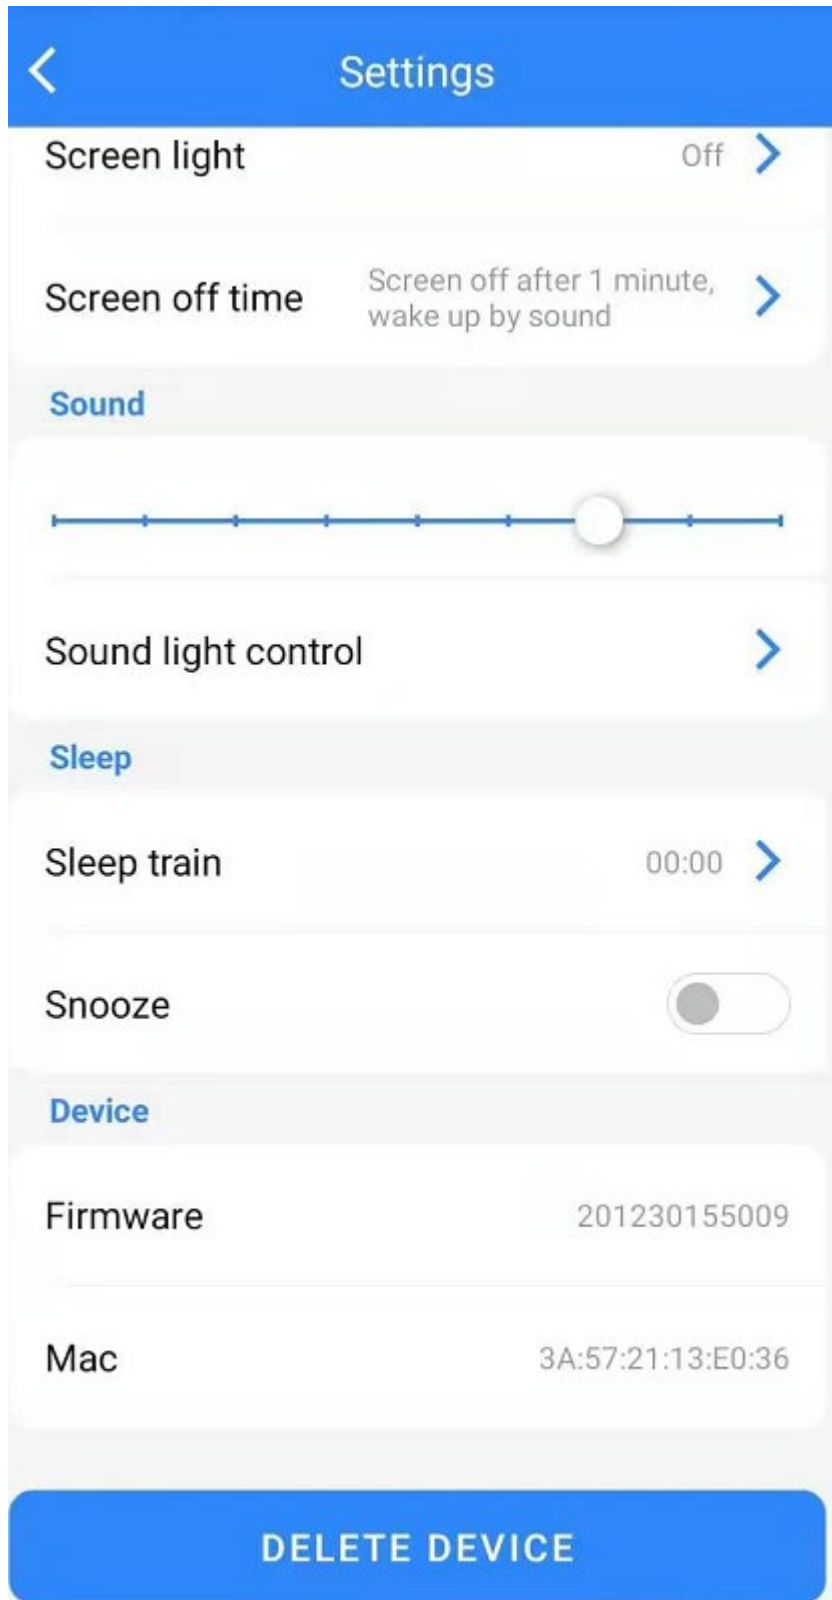 Settings
Screen light
Off
Screen off time
Screen off after 1 minute,
wake up by sound
Sound
Sound light control
Sleep
Sleep train
00:00
Snooze
Device
Firmware
201230155009
Mac
3A:57:21:13:E0:36
DELETE DEVICE